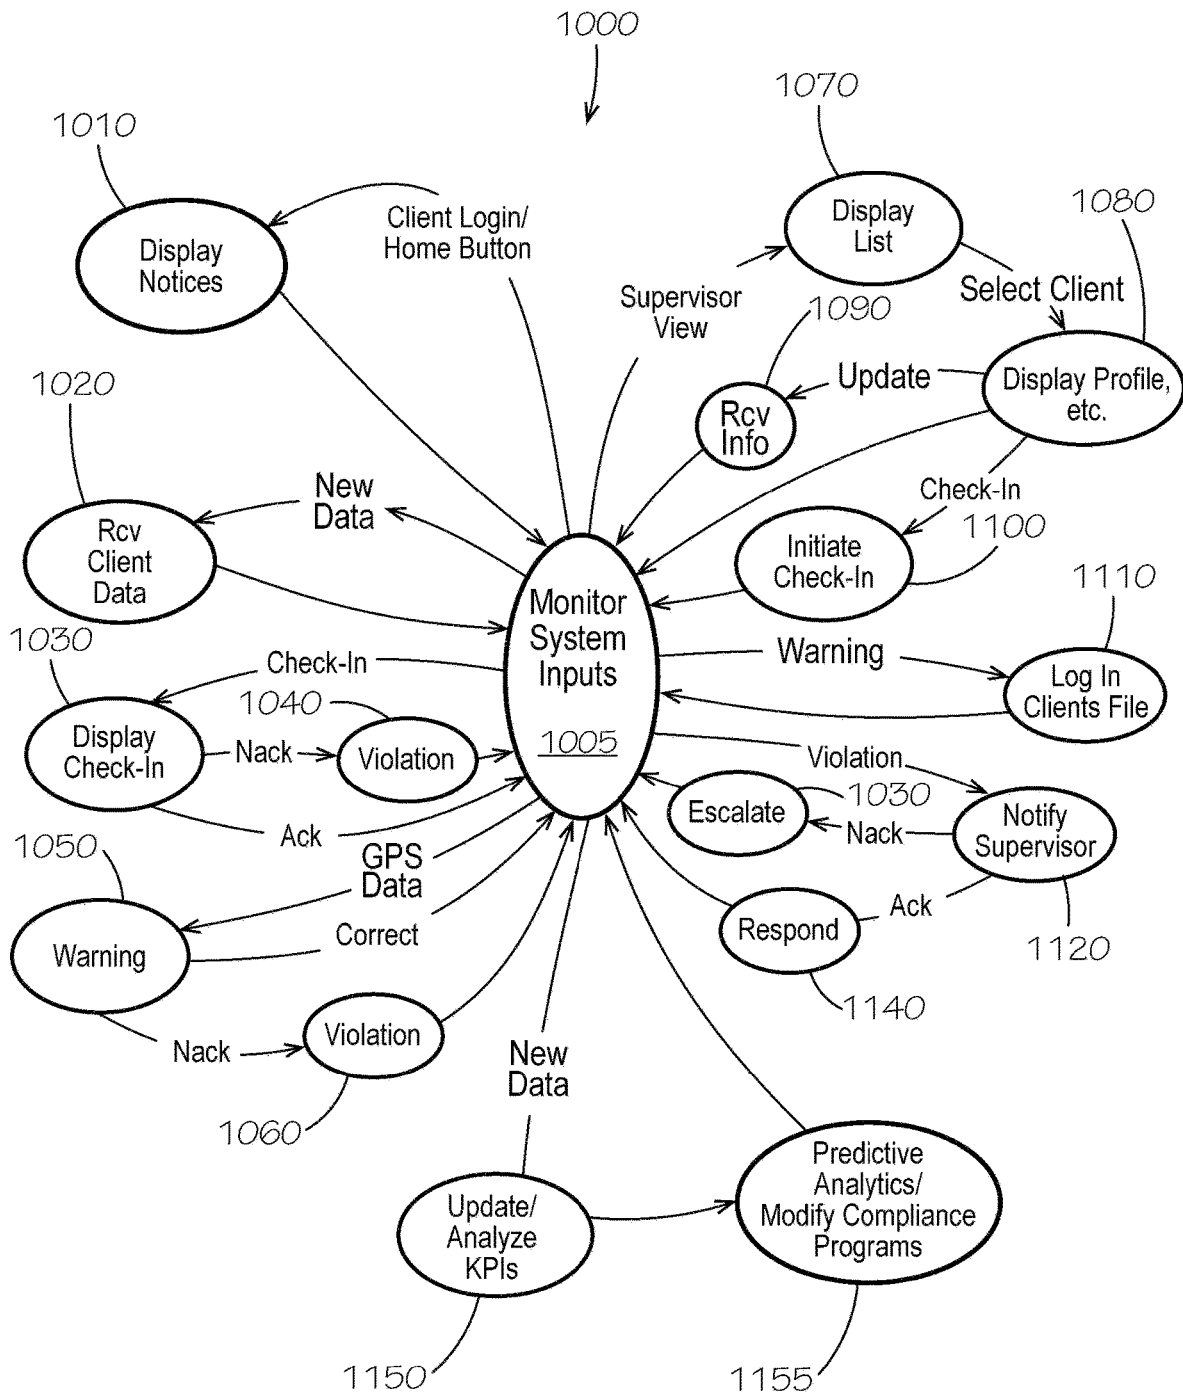 1000
1010
Display
Notices
Client Login/
Home Button
1070
Display
List
1080
Supervisor
View
Select Client
1090
Update
Display Profile,
etc.
Rcv
Info
1020
Rcv
Client
Data
New
Data
Check-In
1100
Initiate
Check-In
1110
Monitor
System
Inputs
1005
Warning
Log In
Clients File
1030
Display
Check-In
Check-In
1040
Nack
Violation
Ack
Violation
1030
Escalate
Nack
Notify
Supervisor
1120
Ack
Respond
1140
1050
Warning
GPS
Data
Correct
Nack
Violation
1060
New
Data
Update/
Analyze
KPIs
1150
Predictive
Analytics/
Modify Compliance
Programs
1155